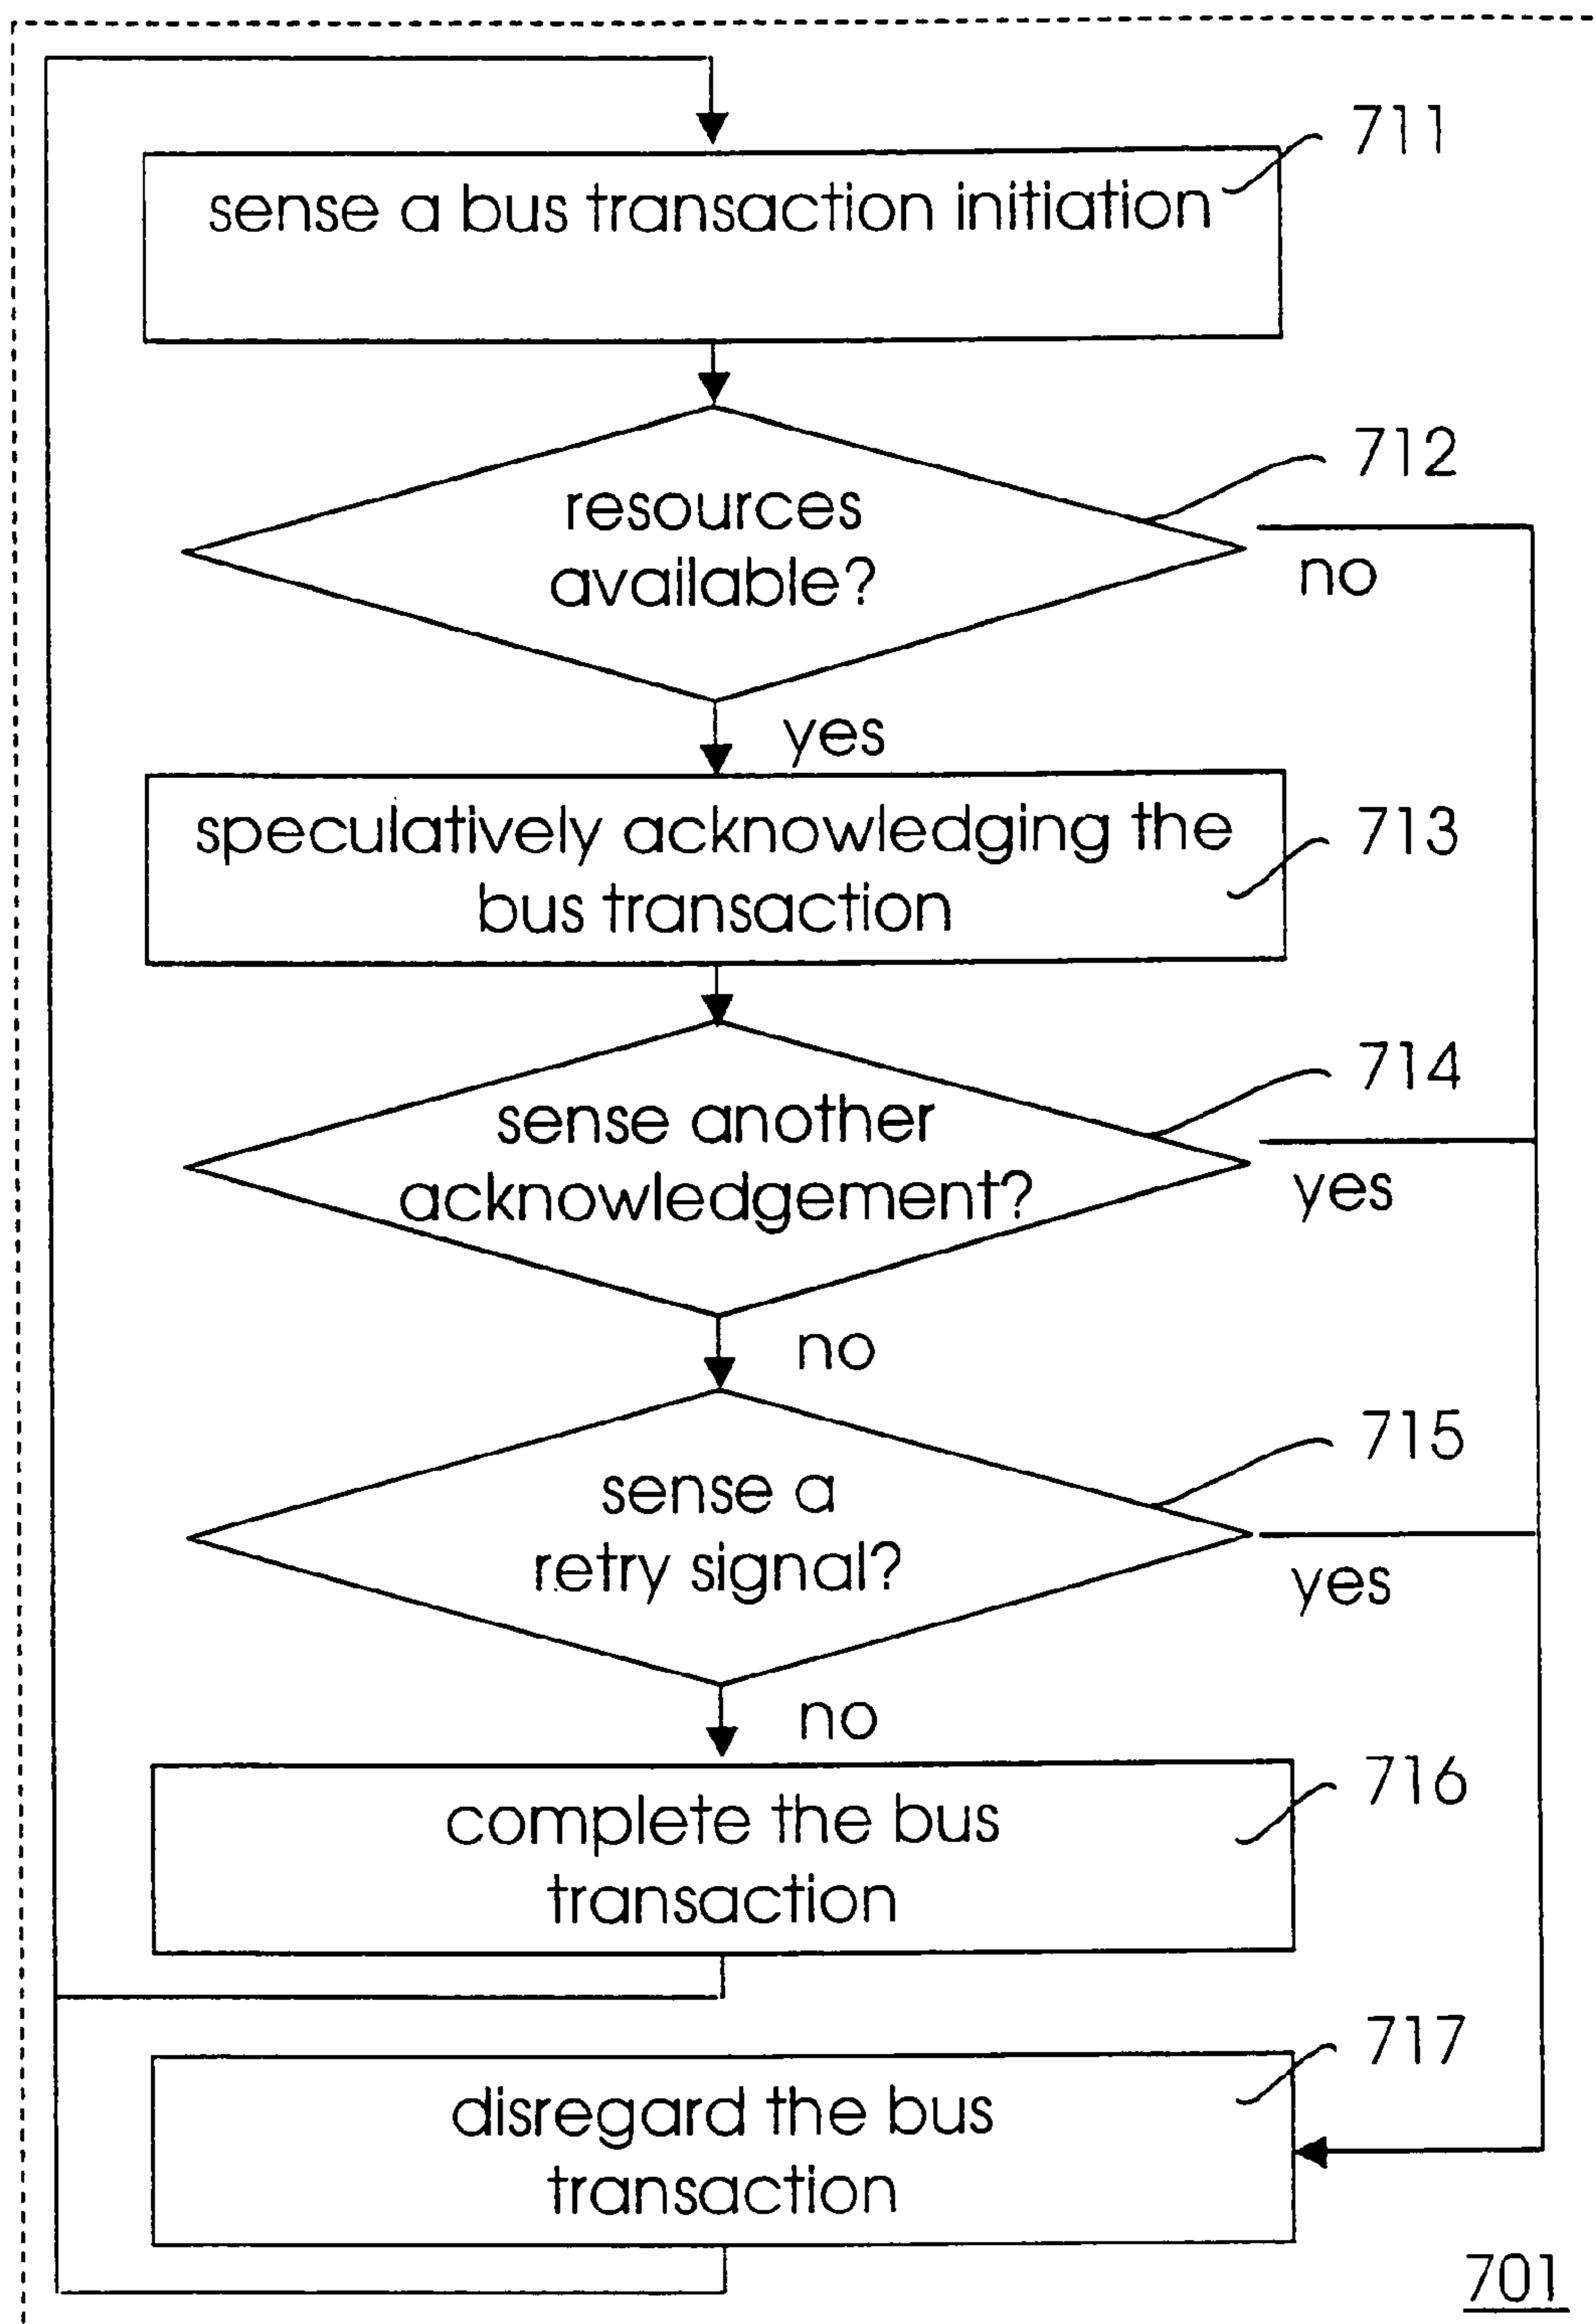 711
sense a bus transaction initiation
712
resources
available?
no
yes
speculatively acknowledging the
bus transaction
713
714
sense another
acknowledgement?
yes
no
715
sense a
retry signal?
yes
no
716
complete the bus
transaction
717
disregard the bus
transaction
701